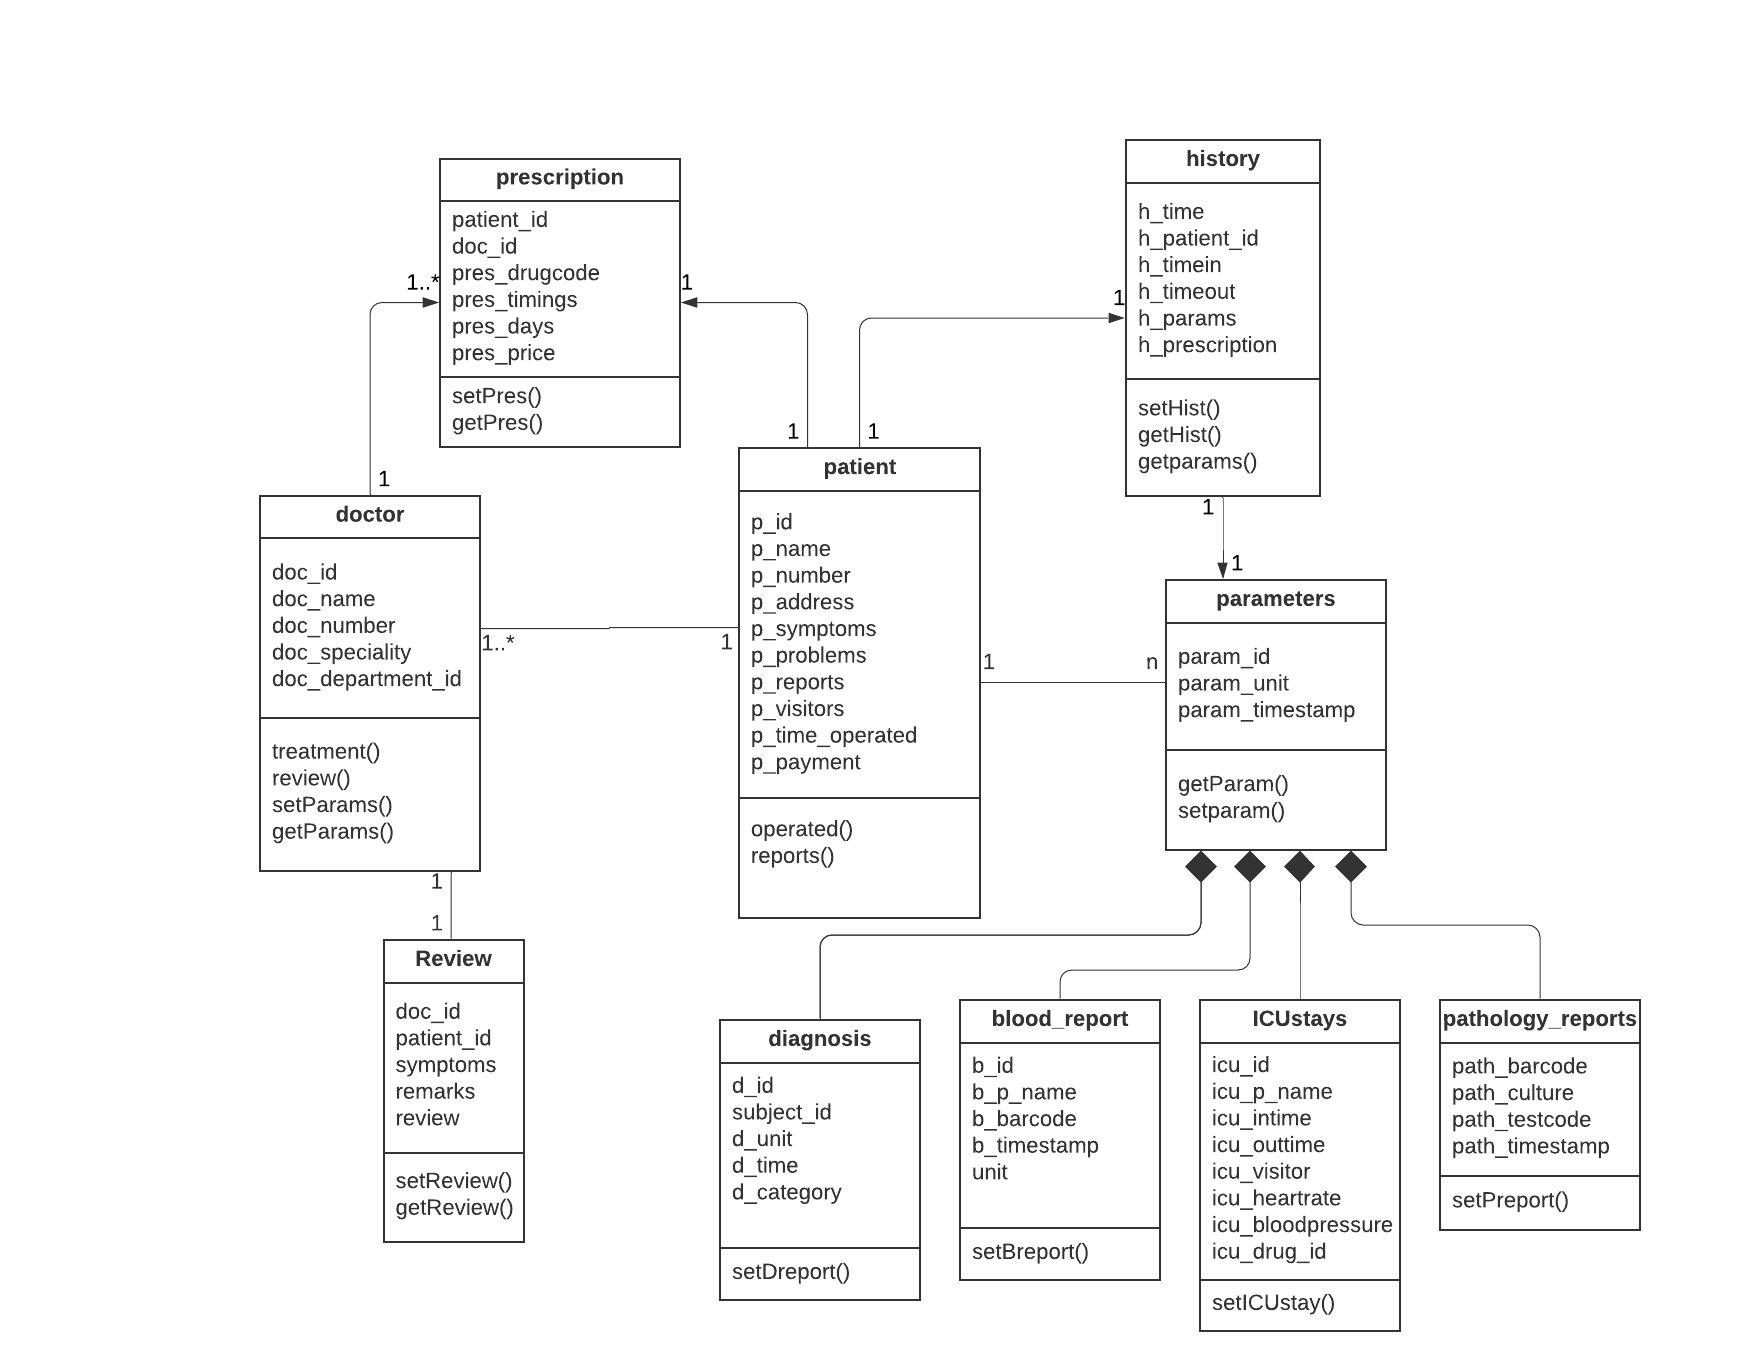 prescription
patient_id
doc_id
pres_drugcode
pres_timings
pres_days
pres_price
setPres()
getPres()
1..*
1
1
1
history
h_time
h_patient_id
h_timein
h_timeout
h_params
h_prescription
setHist()
getHist()
getparams()
1
1
1
1
doctor
doc_id
doc_name
doc_number
doc_speciality
doc_department_id
treatment()
review()
setParams()
getParams()
1..*
1
patient
p_id
p_name
p_number
p_address
p_symptoms
p_problems
p_reports
p_visitors
p_time_operated
p_payment
operated()
reports()
1
n
parameters
param_id
param_unit
param_timestamp
getParam()
setparam()
1
1
Review
doc_id
patient_id
symptoms
remarks
review
setReview()
getReview()
diagnosis
d_id
subject_id
d_unit
d_time
d_category
setDreport()
blood_report
b_id
b_p_name
b_barcode
b_timestamp
unit
setBreport()
ICUstays
icu_id
icu_p_name
icu_intime
icu_outtime
icu_visitor
icu_heartrate
icu_bloodpressure
icu_drug_id
setICUstay()
pathology_reports
path_barcode
path_culture
path_testcode
path_timestamp
setPreport()